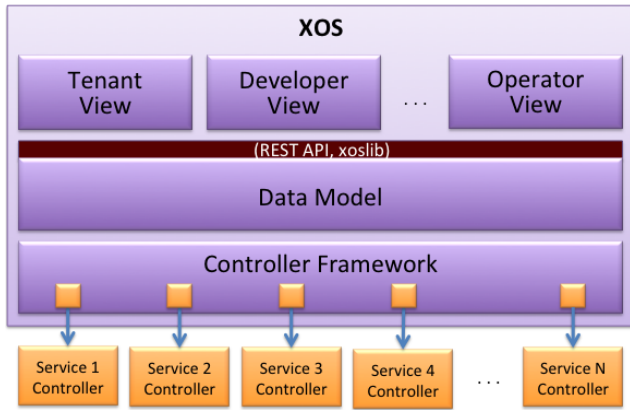 XOS
Tenant
View
Developer
View
. . .
Operator
View
(REST API, xoslib)
Data Model
Controller Framework
Service 1
Controller
Service 2
Controller
Service 3
Controller
Service 4
Controller
. . .
Service N
Controller